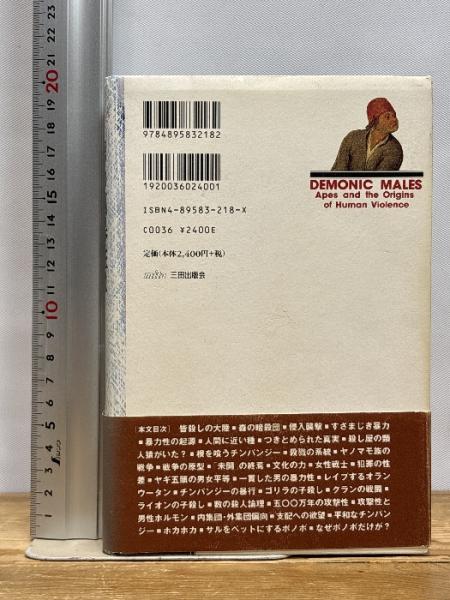 9784895832182
1920036024001
ISBN4-89583-218-X
C0036 ¥2400E
定価(本体2,400円+税)
三田出版会
DEMONIC MALES
Apes and the Origins
of Human Violence
[本文目次] 皆殺しの大陸■森の暗殺団■侵入襲撃■すさまじき暴力
■暴力性の起源■人間に近い種■つきとめられた真実■殺し屋の類
人猿がいた?■根を喰うチンパンジー■殺戮の系統■ヤノマモ族の
戦争■戦争の原型■「未開」の終焉■文化の力■女性戦士■犯罪の性
差■ヤギ五頭の男女平等■一貫した男の暴力性■レイプするオラン
ウータン■チンパンジーの暴行■ゴリラの子殺し■クランの戦団■
ライオンの子殺し■数の殺人論理■五〇〇万年の攻撃性■攻撃性と
男性ホルモン■内集団-外集団偏向■支配への欲望■平和なチンパン
ジー■ホカホカ■サルをペットにするボノボ■なぜボノボだけが?
23
22
21
20
19
18
17
16
15
14
13
12
11
10
9
8
7
6
5
4
3
2
1
シンワ